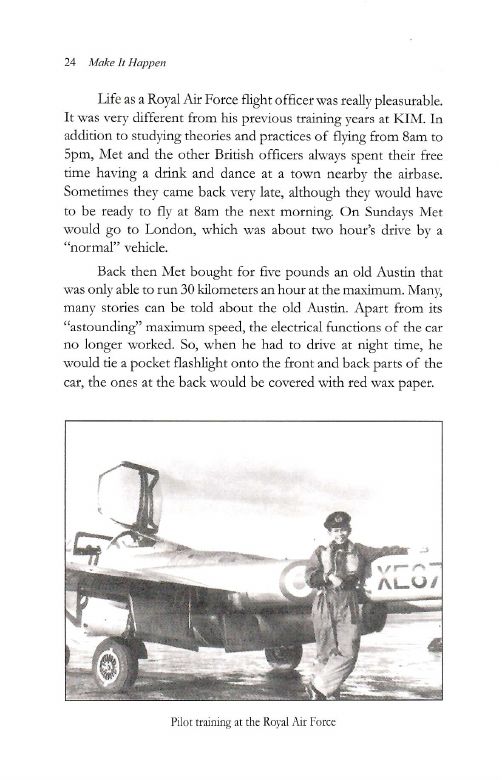 24 Make It Happen
Life as a Royal Air Force flight officer was really pleasurable.
It was very different from his previous training years at KIM. In
addition to studying theories and practices of flying from 8am to
5pm, Met and the other British officers always spent their free
time having a drink and dance at a town nearby the airbase.
Sometimes they came back very late, although they would have
to be ready to fly at 8am the next morning. On Sundays Met
would go to London, which was about two hour's drive by a
“normal” vehicle.
Back then Met bought for five pounds an old Austin that
was only able to run 30 kilometers an hour at the maximum. Many,
many stories can be told about the old Austin. Apart from its
“astounding” maximum speed, the electrical functions of the car
no longer worked. So, when he had to drive at night time, he
would tie a pocket flashlight onto the front and back parts of the
car, the ones at the back would be covered with red wax paper.
XE87
Pilot training at the Royal Air Force